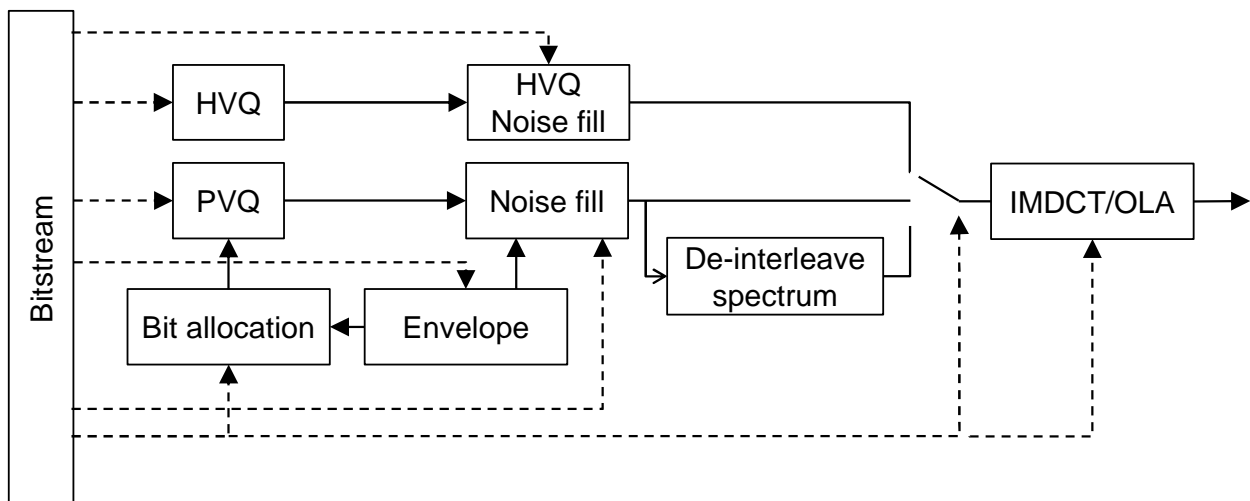 Bitstream
HVQ
HVQ
Noise fill
PVQ
Noise fill
IMDCT/OLA
De-interleave
spectrum
Bit allocation
Envelope